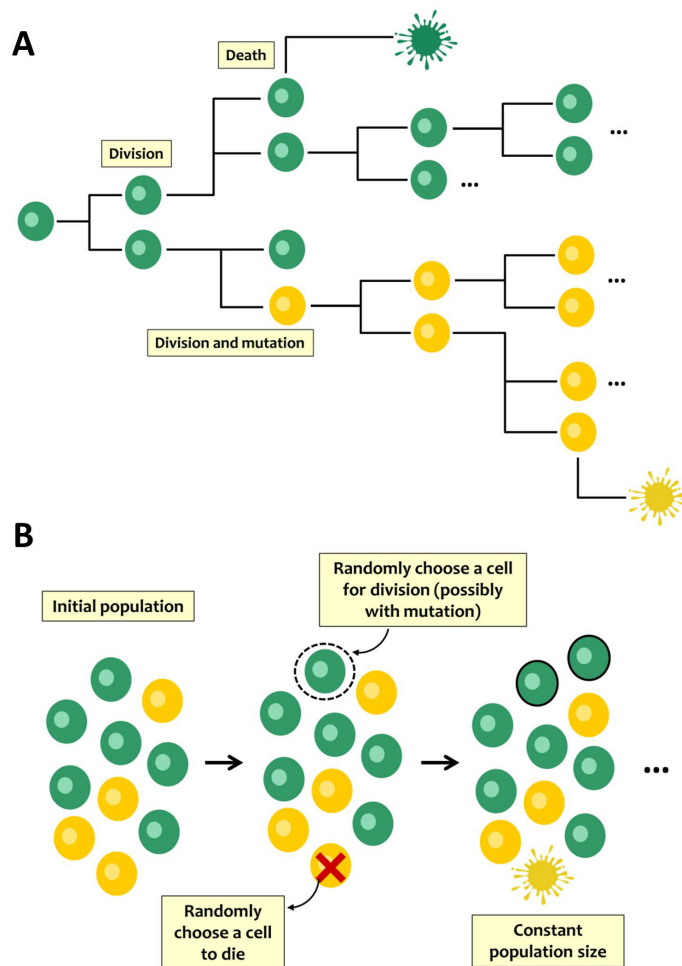 A
Death
Division
...
...
Division and mutation
...
...
B
Randomly choose a cell
for division (possibly
with mutation)
Initial population
...
Randomly
choose a cell
to die
Constant
population size